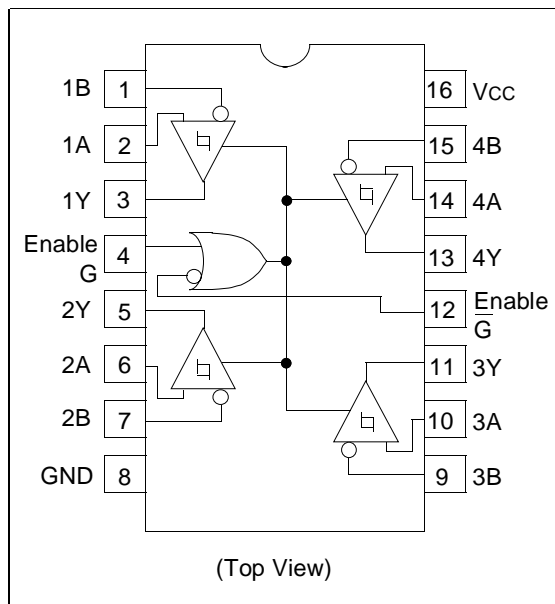 1B 1
1A 2
1Y 3
Enable G 4
2Y 5
2A 6
2B 7
GND 8
16 VCC
15 4B
14 4A
13 4Y
12 Enable G̅
11 3Y
10 3A
9 3B
(Top View)